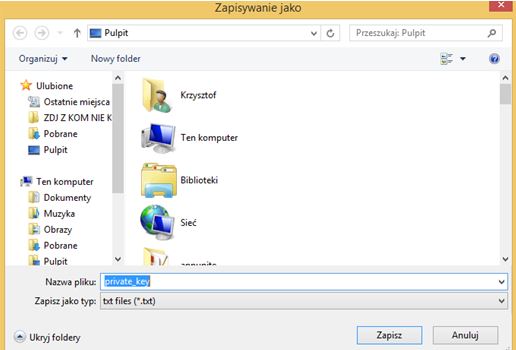 Zapisywanie jako
Pulpit
Przeszukaj: Pulpit
Organizuj
Nowy folder
Ulubione
Ostatnie miejsca
ZDJ Z KOM NIE K
Pobrane
Pulpit
Ten komputer
Dokumenty
Muzyka
Obrazy
Pobrane
Pulpit
Krzysztof
Ten komputer
Biblioteki
Sieć
Nazwa pliku: private_key
Zapisz jako typ: txt files (*.txt)
Ukryj foldery
Zapisz
Anuluj